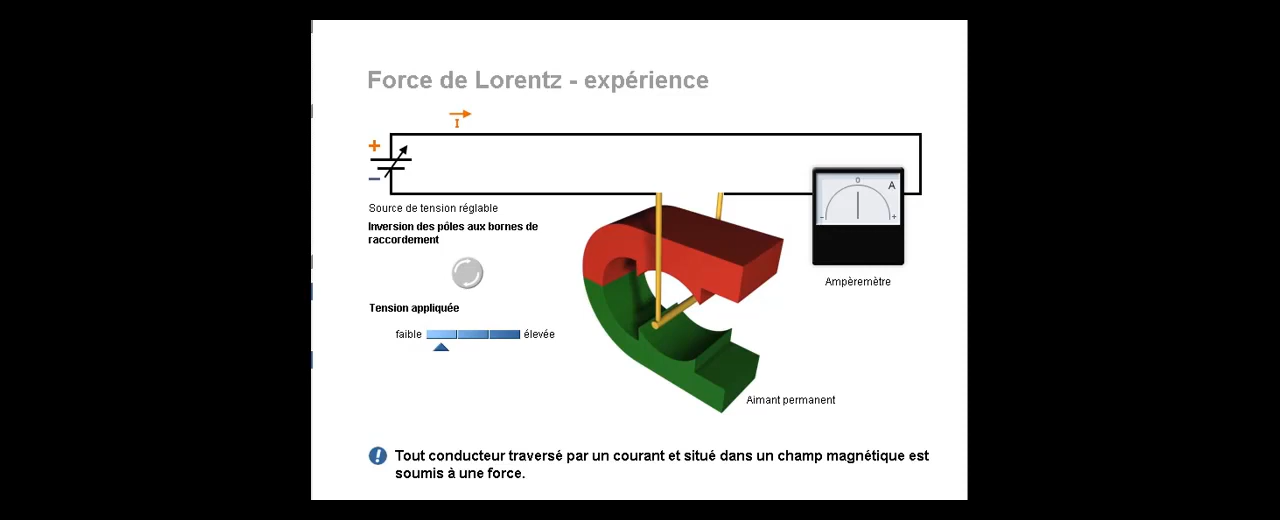 Force de Lorentz - expérience
I
+
−
0
A
- +
Source de tension réglable
Inversion des pôles aux bornes de
raccordement
Ampèremètre
Tension appliquée
faible élevée
Aimant permanent
! Tout conducteur traversé par un courant et situé dans un champ magnétique est
soumis à une force.